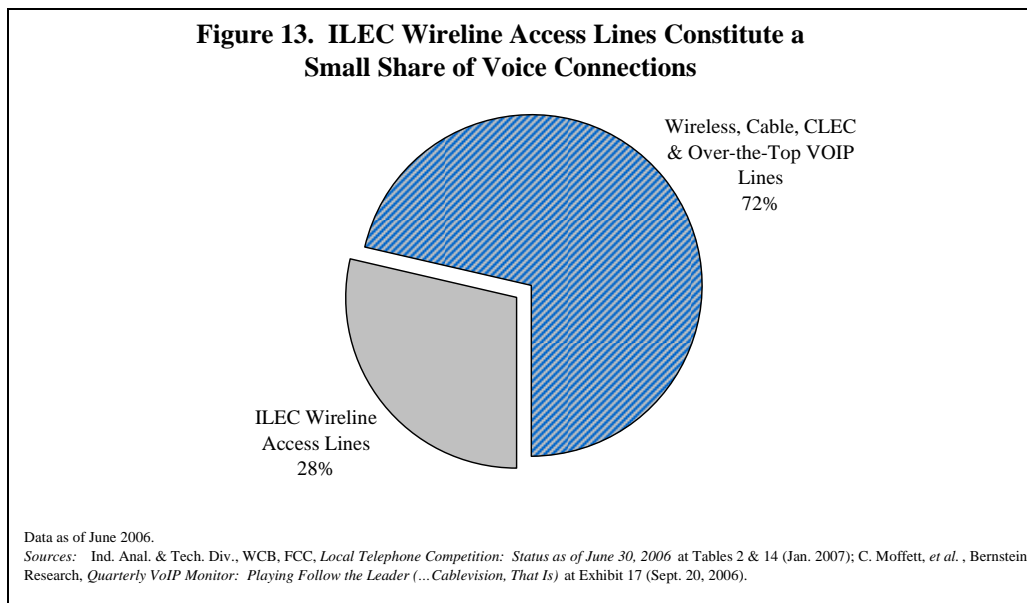 Figure 13.  ILEC Wireline Access Lines Constitute a
Small Share of Voice Connections
Wireless, Cable, CLEC
& Over-the-Top VOIP
Lines
72%
ILEC Wireline
Access Lines
28%
Data as of June 2006.
Sources:   Ind. Anal. & Tech. Div., WCB, FCC, Local Telephone Competition:  Status as of June 30, 2006 at Tables 2 & 14 (Jan. 2007); C. Moffett, et al. , Bernstein
Research, Quarterly VoIP Monitor:  Playing Follow the Leader (...Cablevision, That Is) at Exhibit 17 (Sept. 20, 2006).